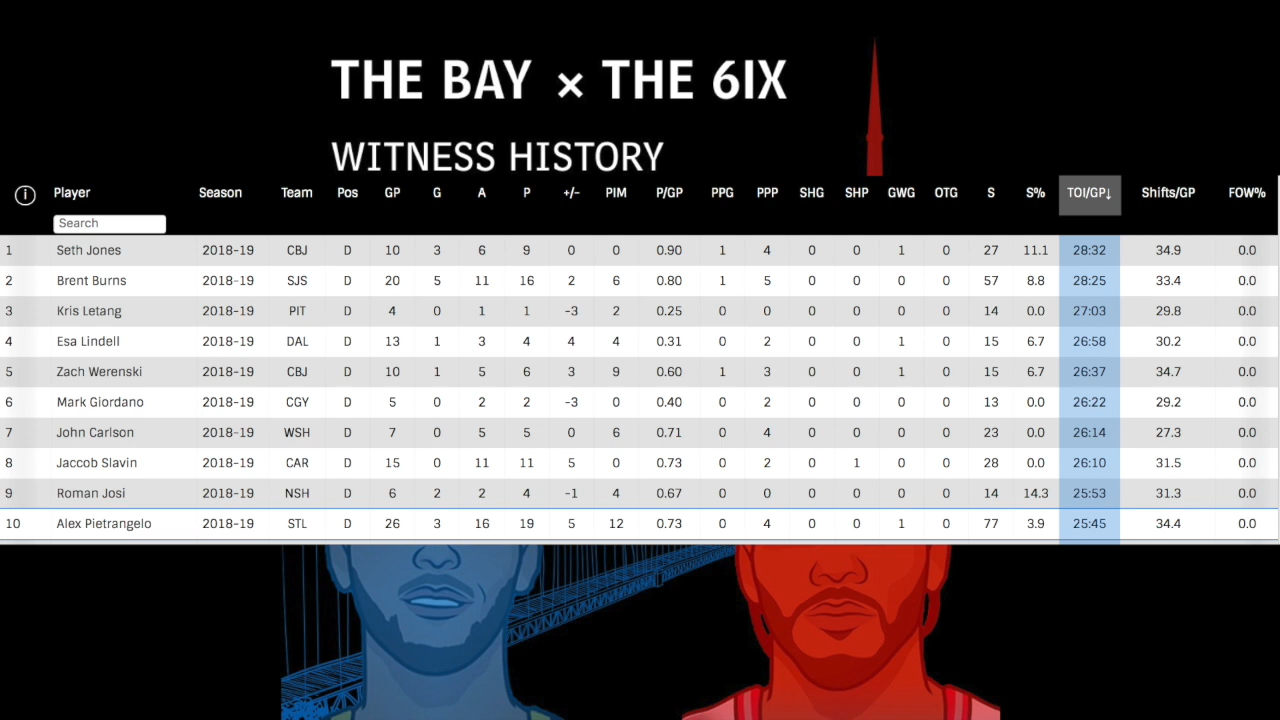 THE BAY × THE 6IX
WITNESS HISTORY
i Player Season Team Pos GP G A P +/- PIM P/GP PPG PPP SHG SHP GWG OTG S S% TOI/GP↓ Shifts/GP FOW%
Search
1 Seth Jones 2018-19 CBJ D 10 3 6 9 0 0 0.90 1 4 0 0 1 0 27 11.1 28:32 34.9 0.0
2 Brent Burns 2018-19 SJS D 20 5 11 16 2 6 0.80 1 5 0 0 0 0 57 8.8 28:25 33.4 0.0
3 Kris Letang 2018-19 PIT D 4 0 1 1 -3 2 0.25 0 0 0 0 0 0 14 0.0 27:03 29.8 0.0
4 Esa Lindell 2018-19 DAL D 13 1 3 4 4 4 0.31 0 2 0 0 1 0 15 6.7 26:58 30.2 0.0
5 Zach Werenski 2018-19 CBJ D 10 1 5 6 3 9 0.60 1 3 0 0 1 0 15 6.7 26:37 34.7 0.0
6 Mark Giordano 2018-19 CGY D 5 0 2 2 -3 0 0.40 0 2 0 0 0 0 13 0.0 26:22 29.2 0.0
7 John Carlson 2018-19 WSH D 7 0 5 5 0 6 0.71 0 4 0 0 0 0 23 0.0 26:14 27.3 0.0
8 Jaccob Slavin 2018-19 CAR D 15 0 11 11 5 0 0.73 0 2 0 1 0 0 28 0.0 26:10 31.5 0.0
9 Roman Josi 2018-19 NSH D 6 2 2 4 -1 4 0.67 0 0 0 0 0 0 14 14.3 25:53 31.3 0.0
10 Alex Pietrangelo 2018-19 STL D 26 3 16 19 5 12 0.73 0 4 0 0 1 0 77 3.9 25:45 34.4 0.0